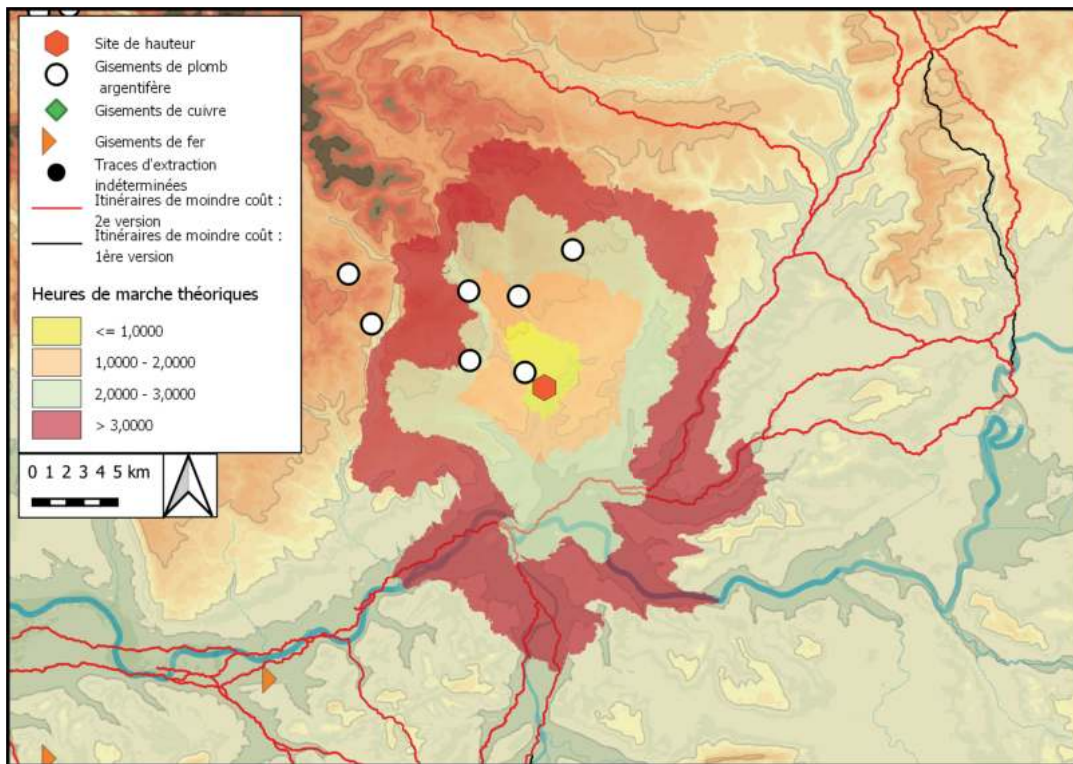 Site de hauteur
Gisements de plomb
argentifère
Gisements de cuivre
Gisements de fer
Traces d'extraction
indéterminées
Itinéraires de moindre coût :
2e version
Itinéraires de moindre coût :
1ère version
Heures de marche théoriques
<= 1,0000
1,0000 - 2,0000
2,0000 - 3,0000
> 3,0000
0 1 2 3 4 5 km